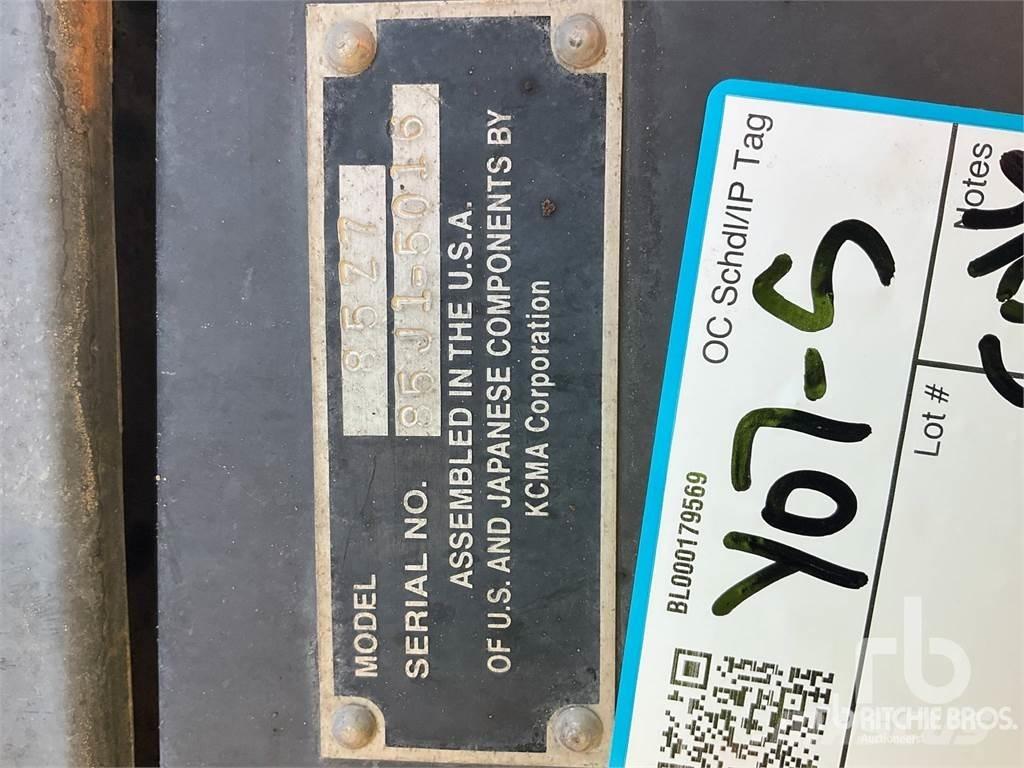 MODEL 85Z7
SERIAL NO. 85J1-5016
ASSEMBLED IN THE U.S.A.
OF U.S. AND JAPANESE COMPONENTS BY
KCMA Corporation
BL000179569
OC Schdl/IP Tag
Y07-S
Lot #
Notes
rb
RITCHIE BROS.
Auctioneers